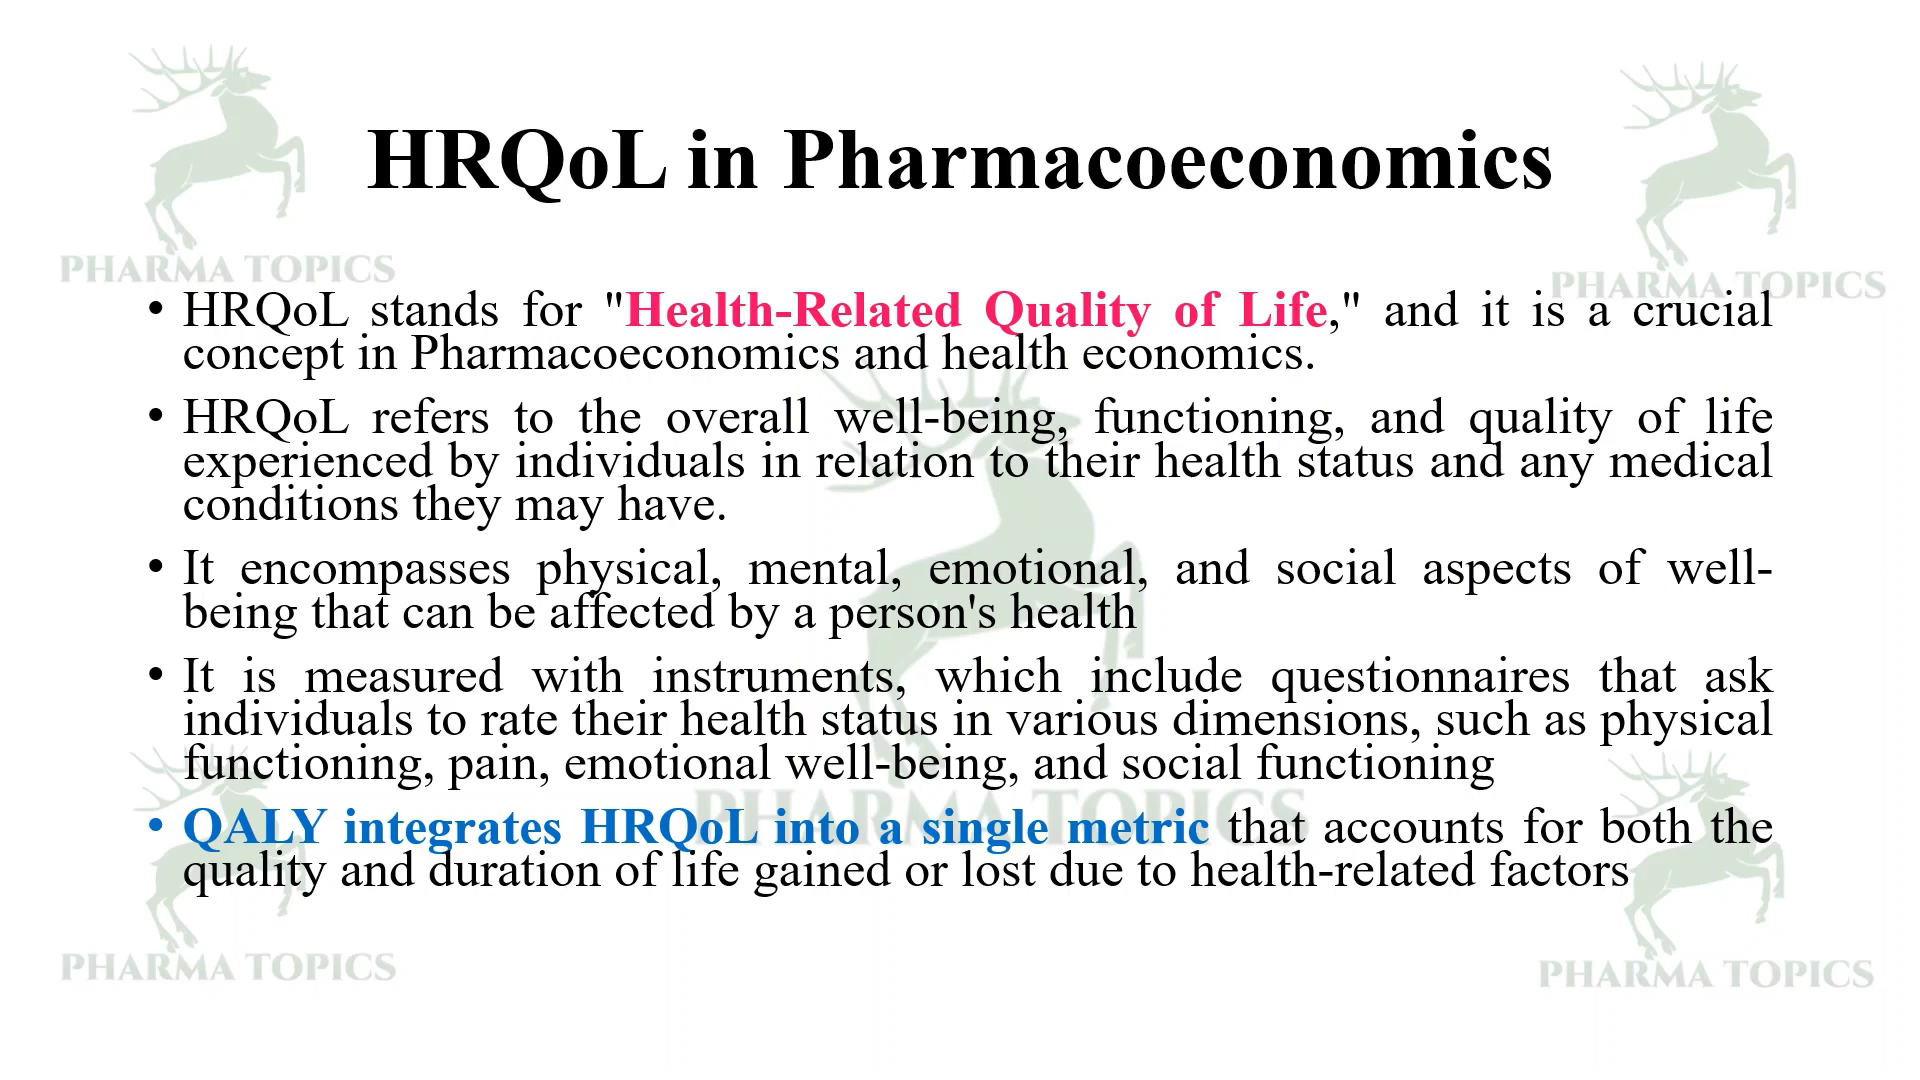 PHARMA TOPICS
PHARMA TOPICS
HRQoL in Pharmacoeconomics
• HRQoL stands for "Health-Related Quality of Life," and it is a crucial
concept in Pharmacoeconomics and health economics.
• HRQoL refers to the overall well-being, functioning, and quality of life
experienced by individuals in relation to their health status and any medical
conditions they may have.
• It encompasses physical, mental, emotional, and social aspects of well-
being that can be affected by a person's health
• It is measured with instruments, which include questionnaires that ask
individuals to rate their health status in various dimensions, such as physical
functioning, pain, emotional well-being, and social functioning
PHARMA TOPICS
• QALY integrates HRQoL into a single metric that accounts for both the
quality and duration of life gained or lost due to health-related factors
PHARMA TOPICS
PHARMA TOPICS